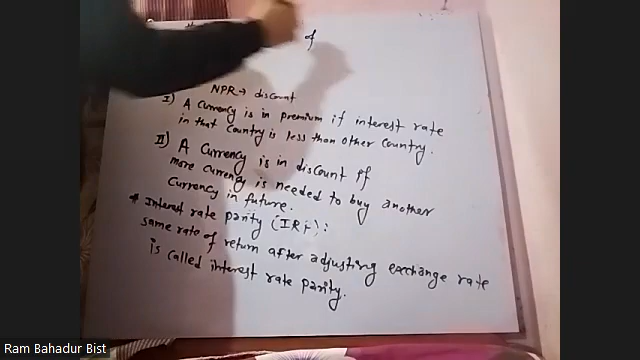 of
NPR → discount
I) A currency is in premium if interest rate
in that country is less than other country.
II) A currency is in discount if
more currency is needed to buy another
currency in future.
* Interest rate parity (IRP):
same rate of return after adjusting exchange rate
is called interest rate parity.
Ram Bahadur Bist